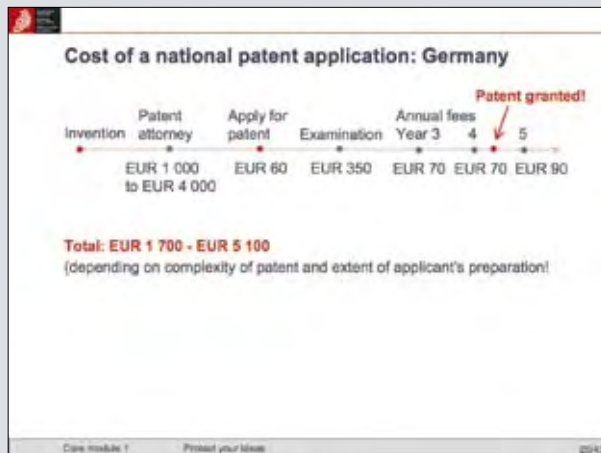 Cost of a national patent application: Germany
Patent granted!
Patent Apply for Annual fees
Invention attorney patent Examination Year 3 4 5
EUR 1 000 EUR 60 EUR 350 EUR 70 EUR 70 EUR 90
to EUR 4 000
Total: EUR 1 700 - EUR 5 100
(depending on complexity of patent and extent of applicant's preparation!
Core module 1 Protect your ideas